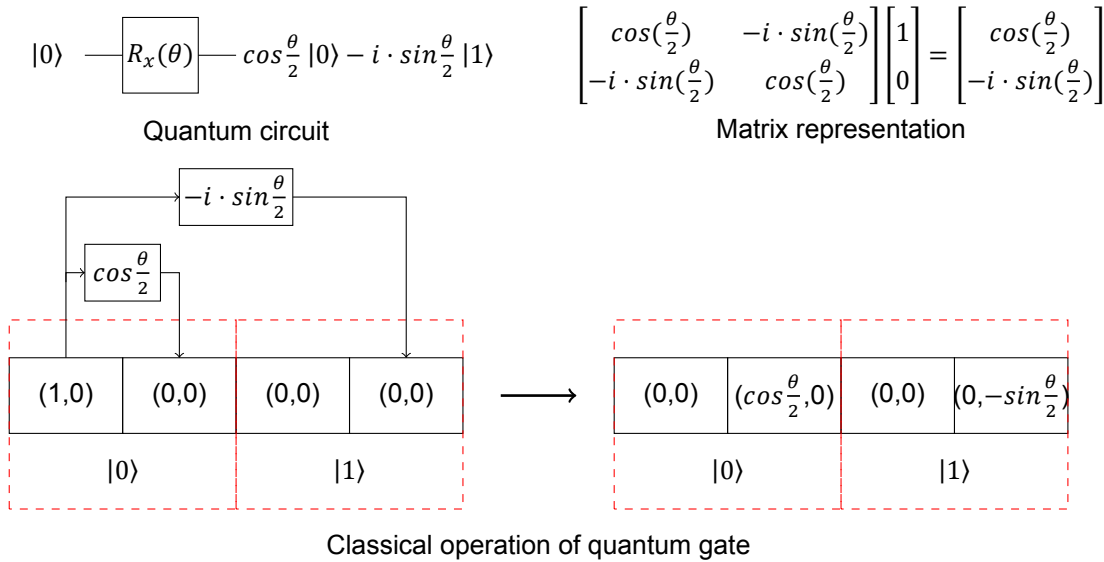 |0⟩ R_x(θ) cos θ/2 |0⟩ − i · sin θ/2 |1⟩
Quantum circuit
[cos(θ/2) −i · sin(θ/2)] [1] = [cos(θ/2)]
[−i · sin(θ/2) cos(θ/2)] [0] [−i · sin(θ/2)]
Matrix representation
−i · sin θ/2
cos θ/2
(1,0) (0,0) (0,0) (0,0)
|0⟩ |1⟩
(0,0) (cos θ/2,0) (0,0) (0,−sin θ/2)
|0⟩ |1⟩
Classical operation of quantum gate